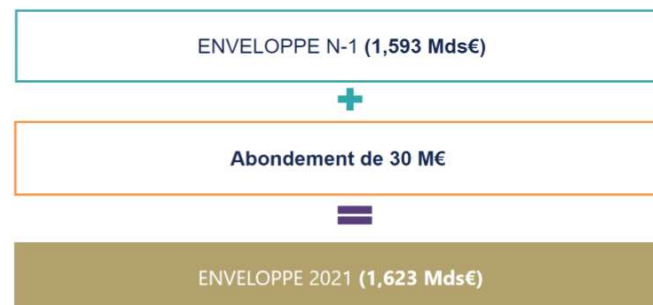 ENVELOPPE N-1 (1,593 Mds€)
+
Abondement de 30 M€
=
ENVELOPPE 2021 (1,623 Mds€)